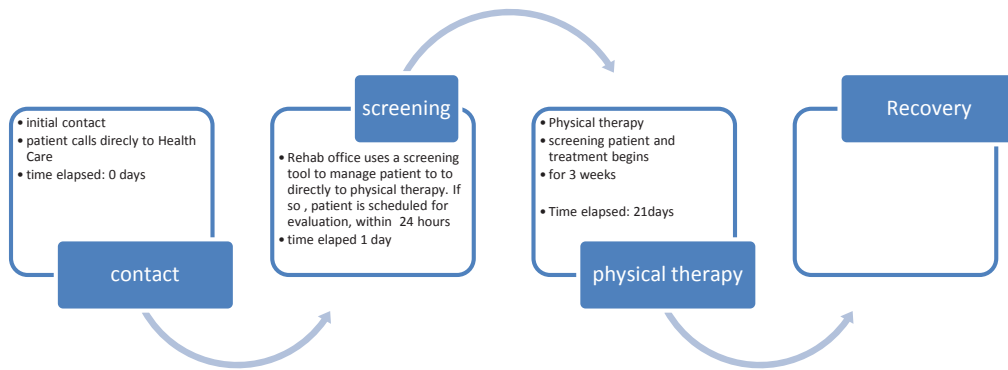 • initial contact
• patient calls direcly to Health
Care
• time elapsed: 0 days
contact
screening
• Rehab office uses a screening
tool to manage patient to to
directly to physical therapy. If
so , patient is scheduled for
evaluation, within 24 hours
• time elaped 1 day
• Physical therapy
• screening patient and
treatment begins
• for 3 weeks
• Time elapsed: 21days
physical therapy
Recovery